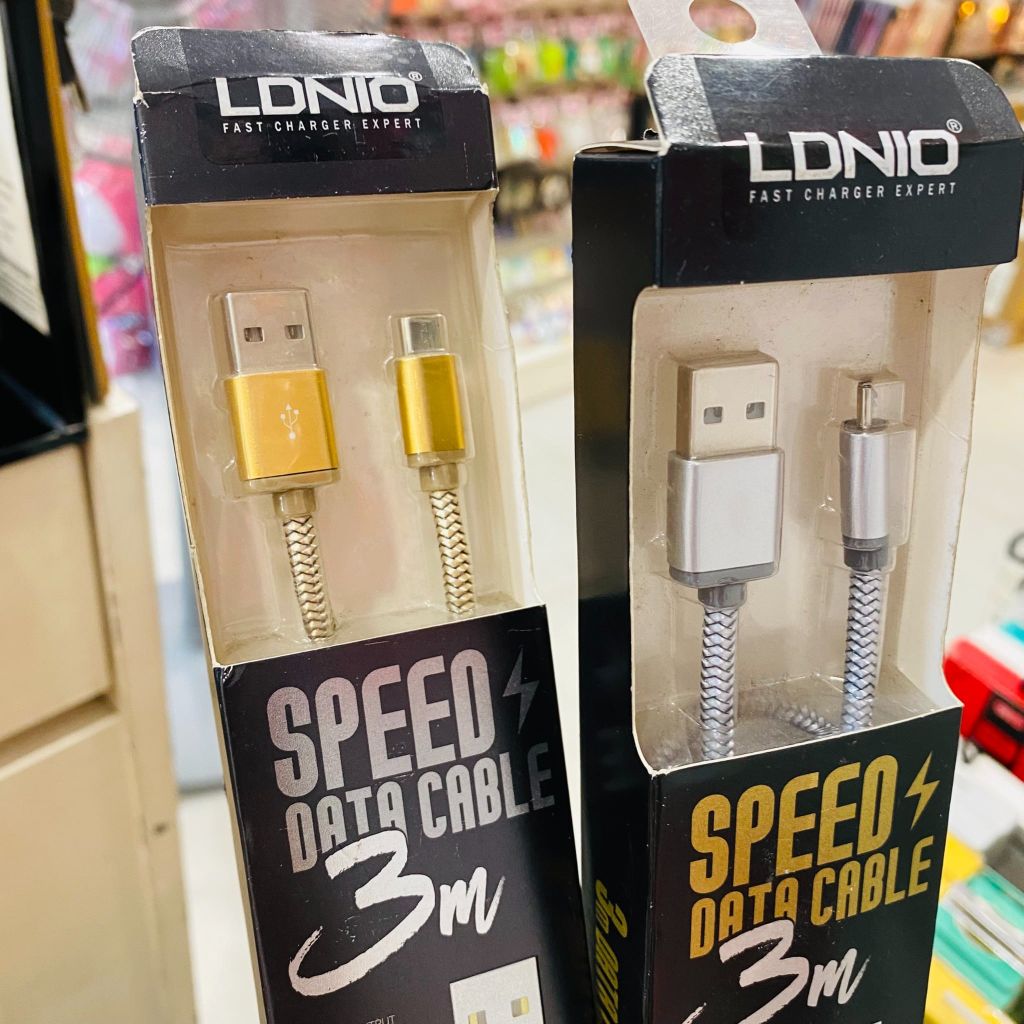 LDNIO®
FAST CHARGER EXPERT
SPEED
DATA CABLE
3m
LDNIO®
FAST CHARGER EXPERT
SPEED
DATA CABLE
3m